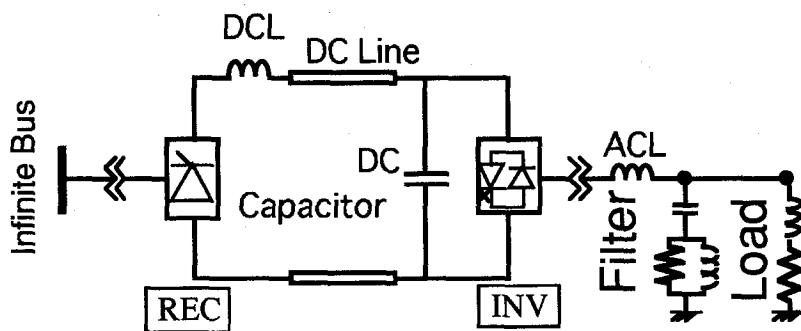 DCL
DC Line
Infinite Bus
DC
Capacitor
ACL
Filter
Load
REC
INV